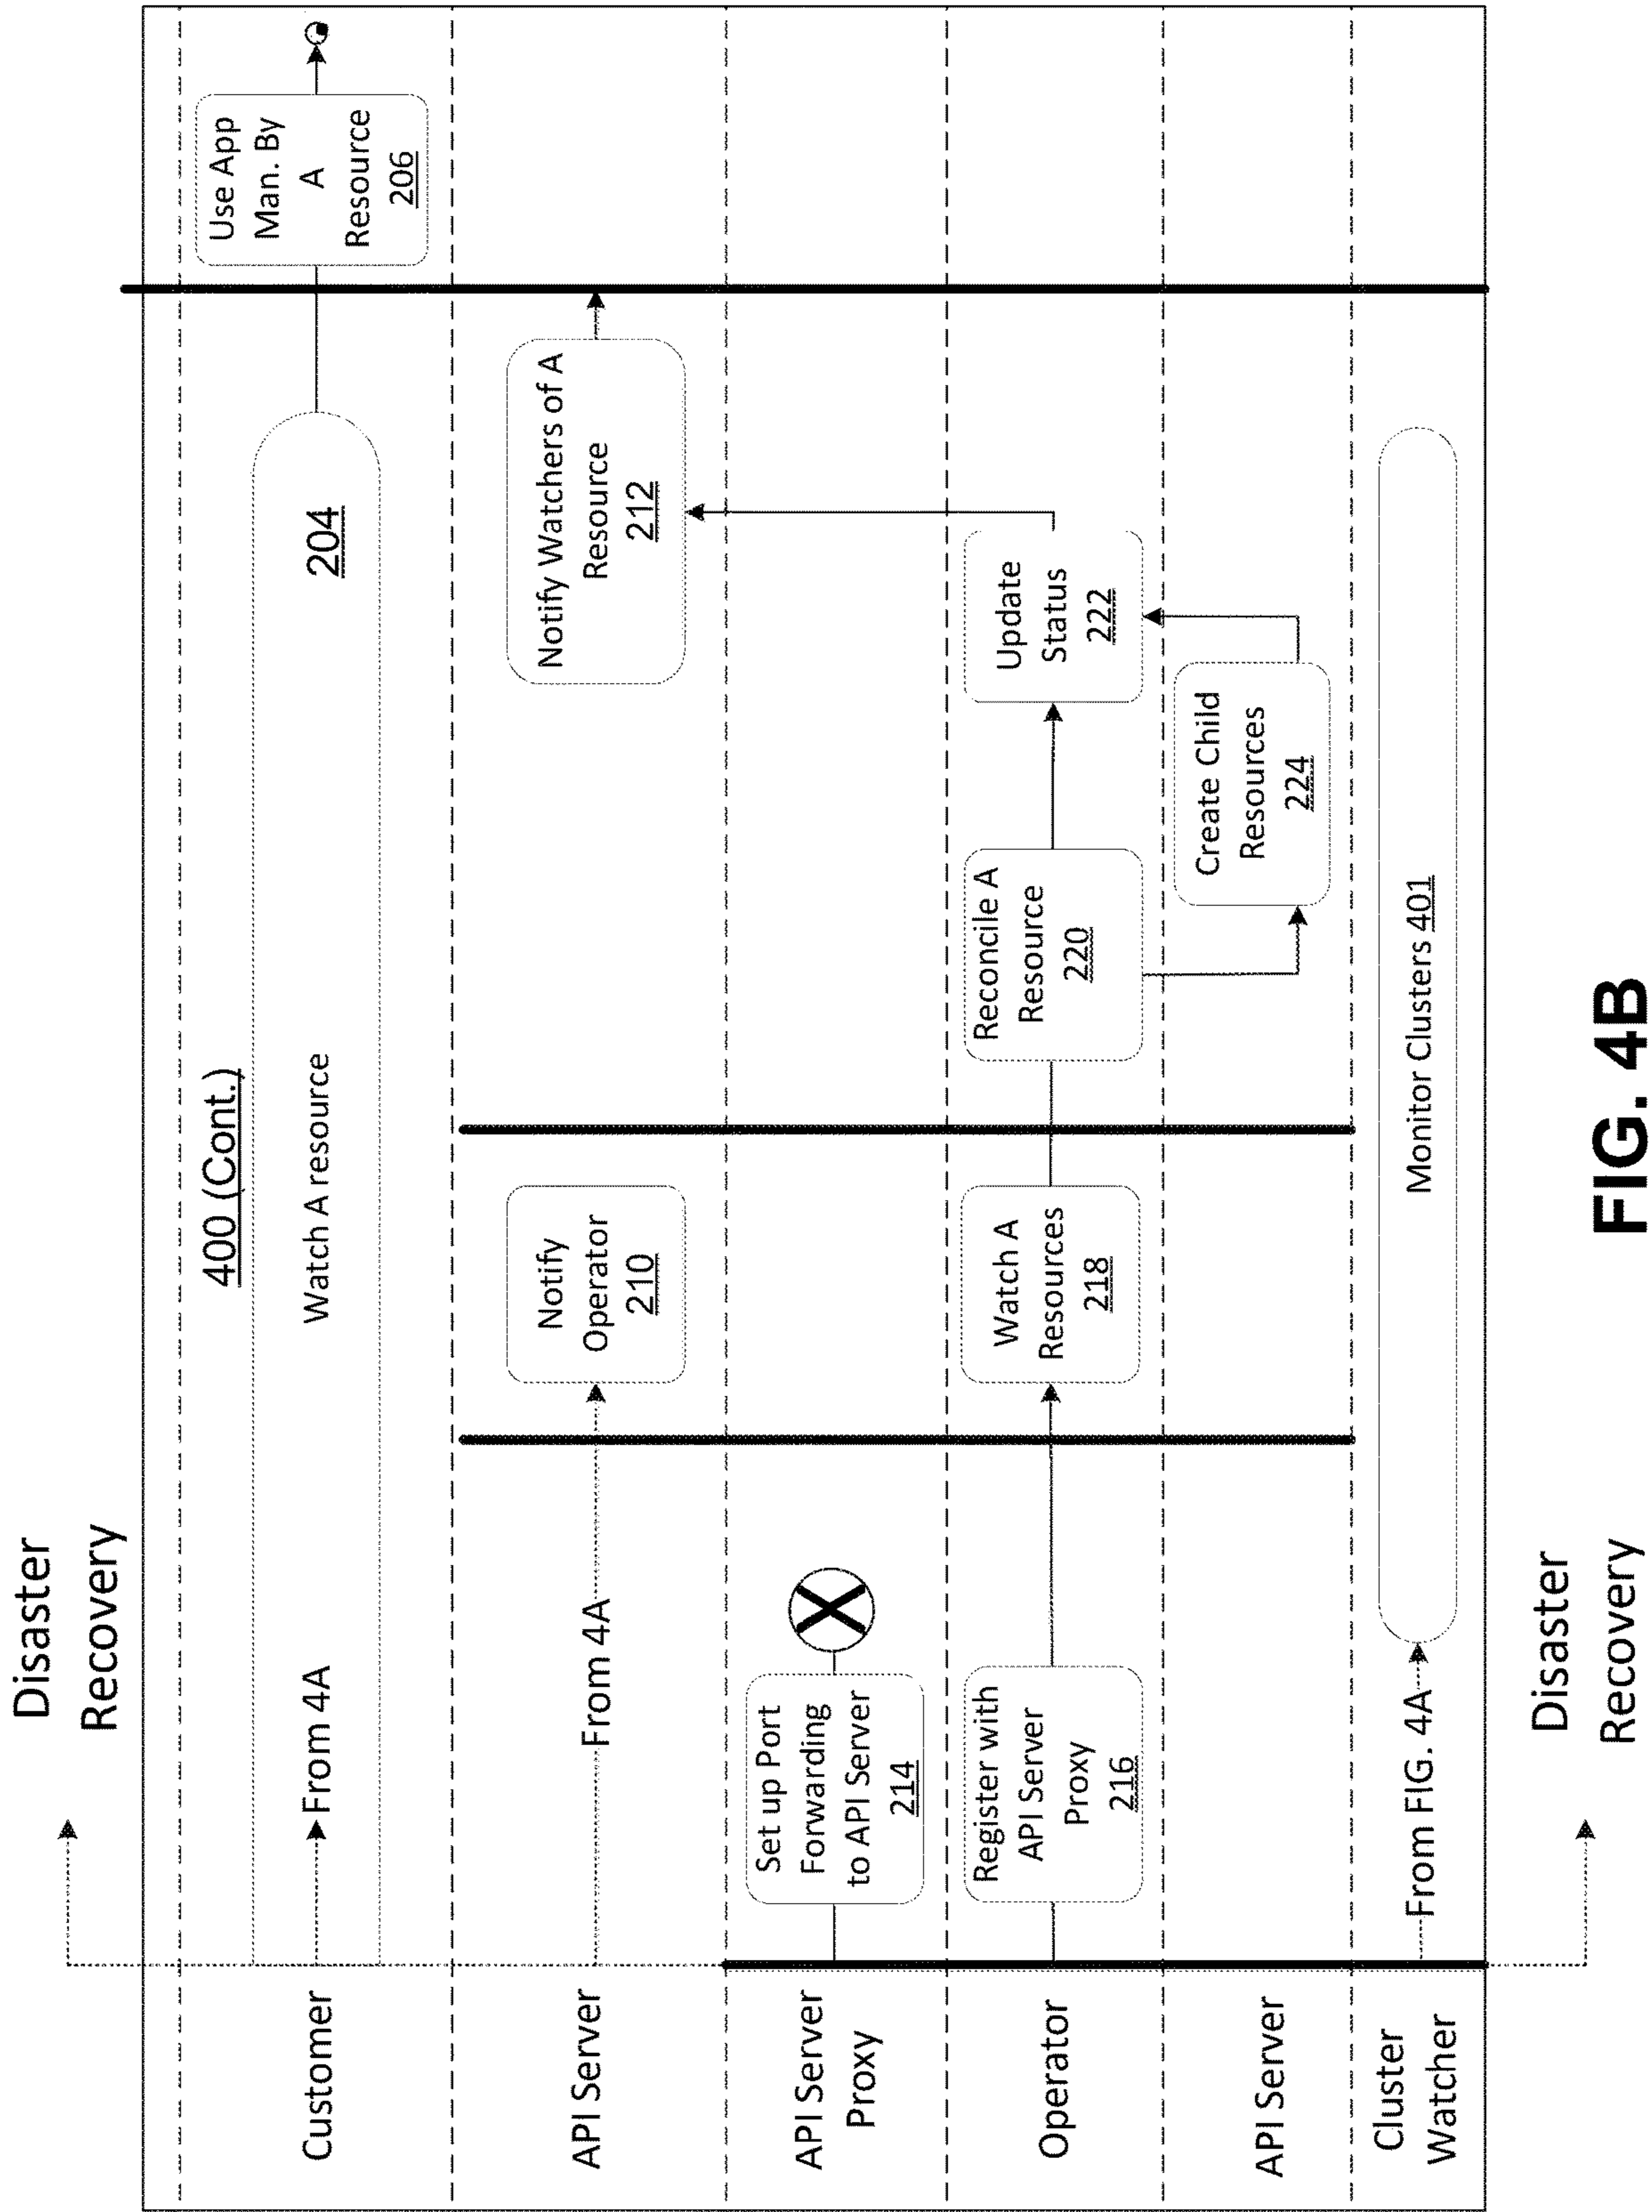 Disaster
Recovery
400 (Cont.)
Customer
From 4A
Watch A resource
204
Use App
Man. By
A
Resource
206
API Server
From 4A
Notify
Operator
210
Notify Watchers of A
Resource
212
API Server
Proxy
Set up Port
Forwarding
to API Server
214
Operator
Register with
API Server
Proxy
216
Watch A
Resources
218
Reconcile A
Resource
220
Update
Status
222
API Server
Create Child
Resources
224
Cluster
Watcher
From FIG. 4A
Monitor Clusters 401
Disaster
Recovery
FIG. 4B